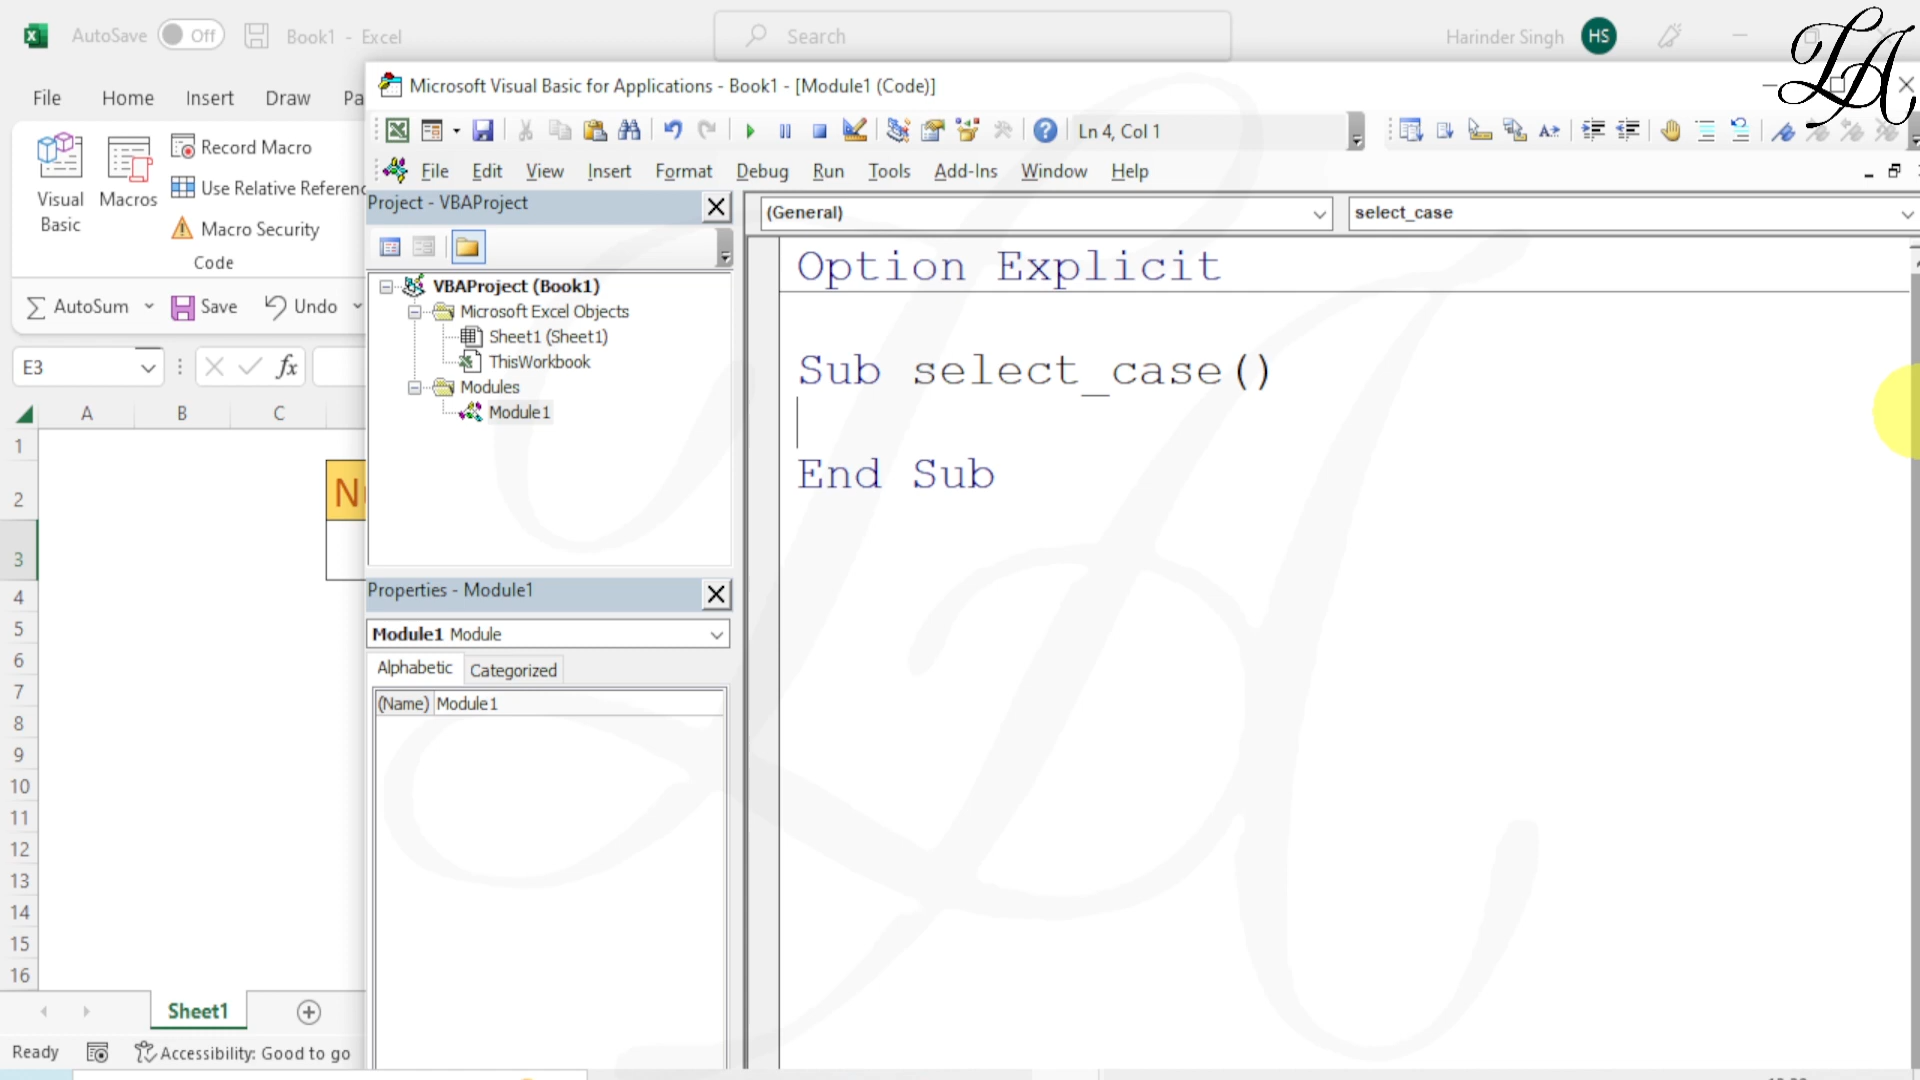 AutoSave Off Book1 - Excel Search Harinder Singh HS
LA
File Home Insert Draw Pa
Microsoft Visual Basic for Applications - Book1 - [Module1 (Code)]
Ln 4, Col 1
File Edit View Insert Format Debug Run Tools Add-Ins Window Help
Visual Basic
Macros
Record Macro
Use Relative Referenc
Macro Security
Code
AutoSum Save Undo
E3 fx
A B C
1
2 N
3
4
5
6
7
8
9
10
11
12
13
14
15
16
Sheet1
Ready Accessibility: Good to go
Project - VBAProject
VBAProject (Book1)
Microsoft Excel Objects
Sheet1 (Sheet1)
ThisWorkbook
Modules
Module1
Properties - Module1
Module1 Module
Alphabetic Categorized
(Name) Module1
(General) select_case
Option Explicit
Sub select_case()
End Sub